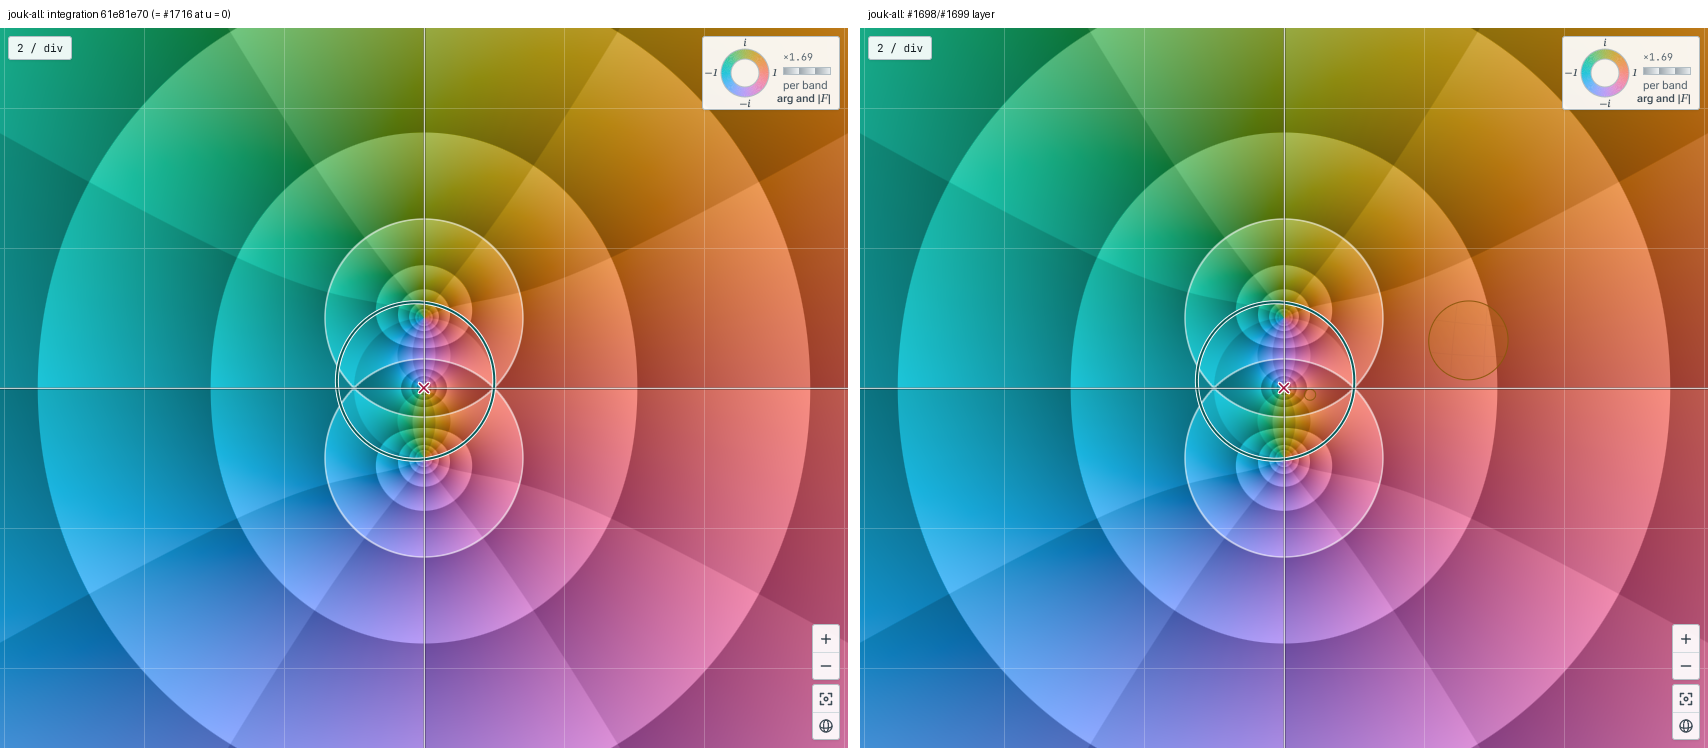 jouk-all: integration 61e81e70 (= #1716 at u = 0)
2 / div
i
−1
1
−i
×1.69
per band
arg and |F|
+
−
jouk-all: #1698/#1699 layer
2 / div
i
−1
1
−i
×1.69
per band
arg and |F|
+
−